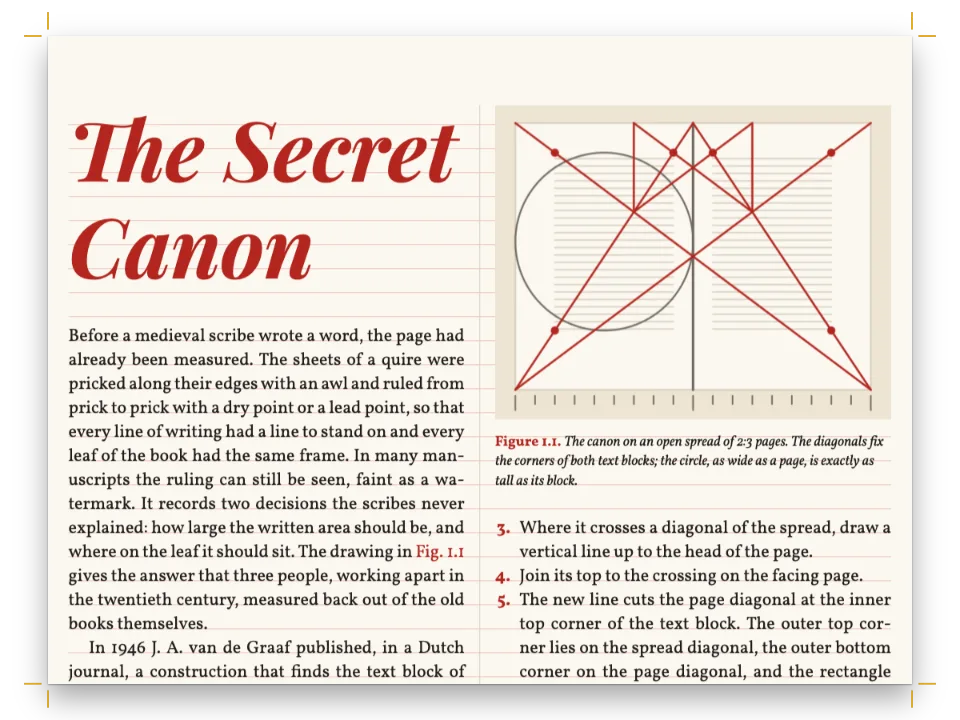 The Secret
Canon
Before a medieval scribe wrote a word, the page had
already been measured. The sheets of a quire were
pricked along their edges with an awl and ruled from
prick to prick with a dry point or a lead point, so that
every line of writing had a line to stand on and every
leaf of the book had the same frame. In many man-
uscripts the ruling can still be seen, faint as a wa-
termark. It records two decisions the scribes never
explained: how large the written area should be, and
where on the leaf it should sit. The drawing in Fig. 1.1
gives the answer that three people, working apart in
the twentieth century, measured back out of the old
books themselves.
In 1946 J. A. van de Graaf published, in a Dutch
journal, a construction that finds the text block of
Figure 1.1. The canon on an open spread of 2:3 pages. The diagonals fix
the corners of both text blocks; the circle, as wide as a page, is exactly as
tall as its block.
3. Where it crosses a diagonal of the spread, draw a
vertical line up to the head of the page.
4. Join its top to the crossing on the facing page.
5. The new line cuts the page diagonal at the inner
top corner of the text block. The outer top cor-
ner lies on the spread diagonal, the outer bottom
corner on the page diagonal, and the rectangle